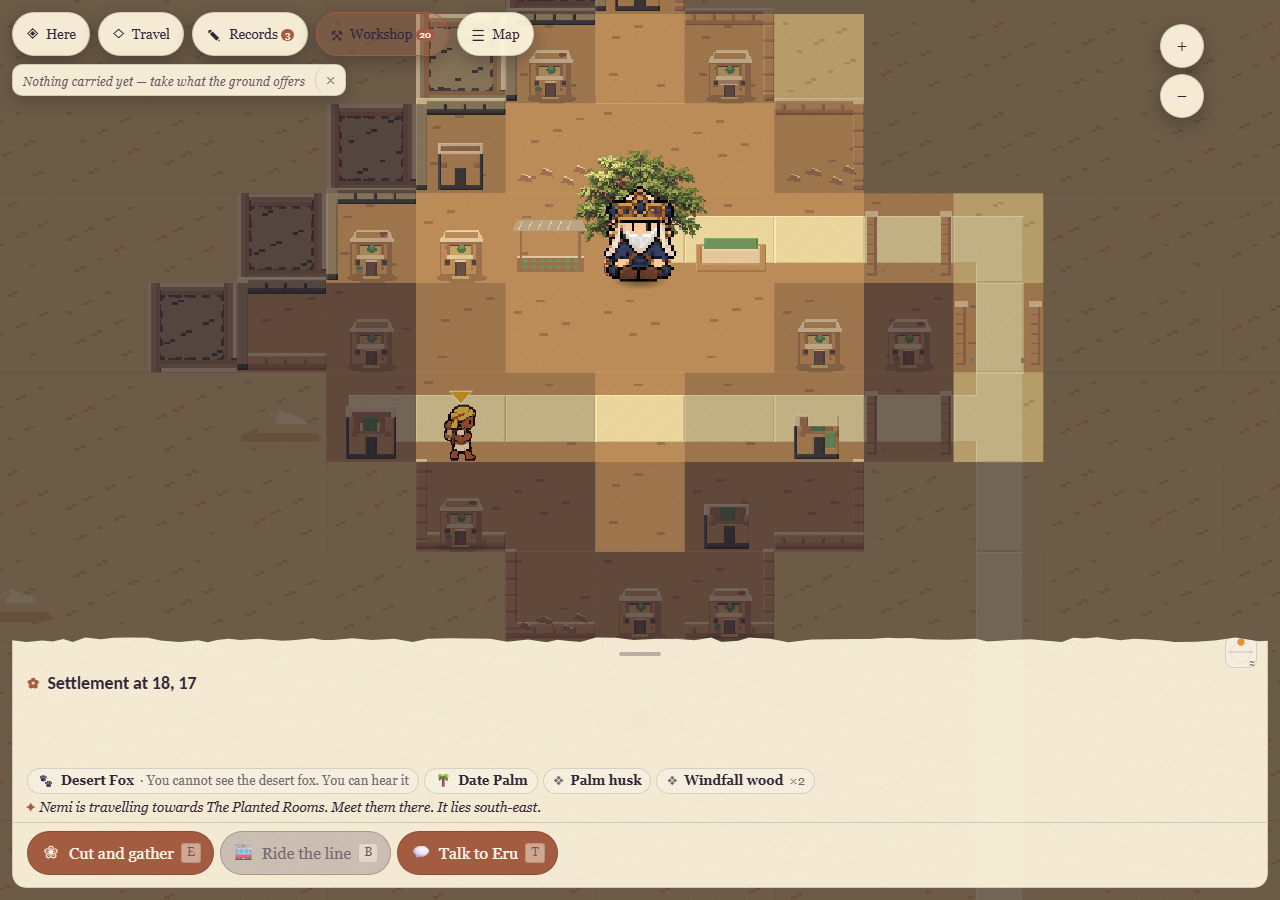 Here
Travel
Records 3
Workshop 20
Map
Nothing carried yet — take what the ground offers ×
+
−
Settlement at 18, 17
Desert Fox · You cannot see the desert fox. You can hear it
Date Palm
Palm husk
Windfall wood ×2
Nemi is travelling towards The Planted Rooms. Meet them there. It lies south-east.
Cut and gather E
Ride the line B
Talk to Eru T